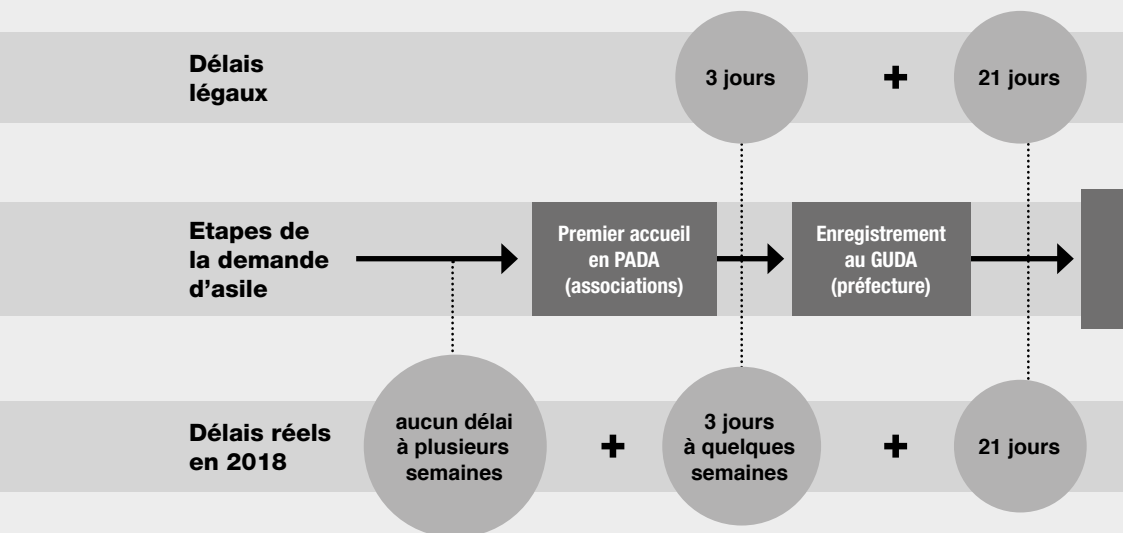 Délais
légaux
3 jours
+
21 jours
Etapes de
la demande
d'asile
Premier accueil
en PADA
(associations)
Enregistrement
au GUDA
(préfecture)
Délais réels
en 2018
aucun délai
à plusieurs
semaines
+
3 jours
à quelques
semaines
+
21 jours